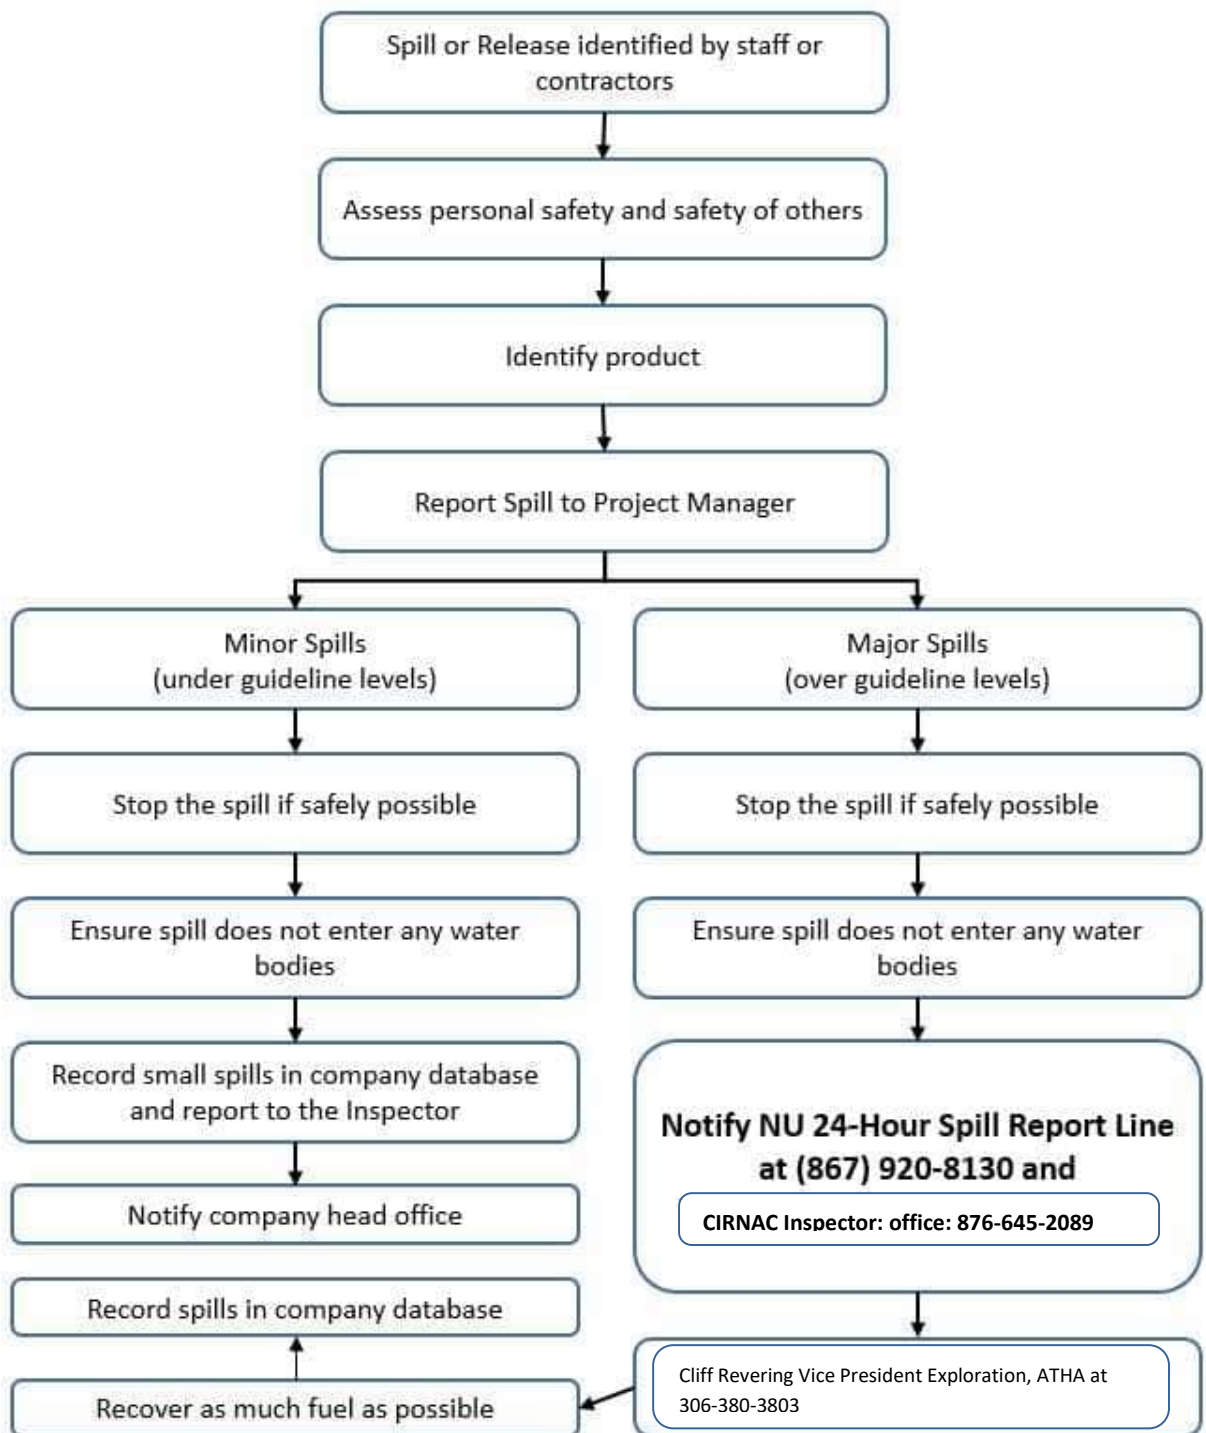 Spill or Release identified by staff or
contractors
Assess personal safety and safety of others
Identify product
Report Spill to Project Manager
Minor Spills
(under guideline levels)
Stop the spill if safely possible
Ensure spill does not enter any water
bodies
Record small spills in company database
and report to the Inspector
Notify company head office
Major Spills
(over guideline levels)
Stop the spill if safely possible
Ensure spill does not enter any water
bodies
Notify NU 24-Hour Spill Report Line
at (867) 920-8130 and
CIRNAC Inspector: office: 876-645-2089
Cliff Revering Vice President Exploration, ATHA at
306-380-3803
Recover as much fuel as possible
Record spills in company database